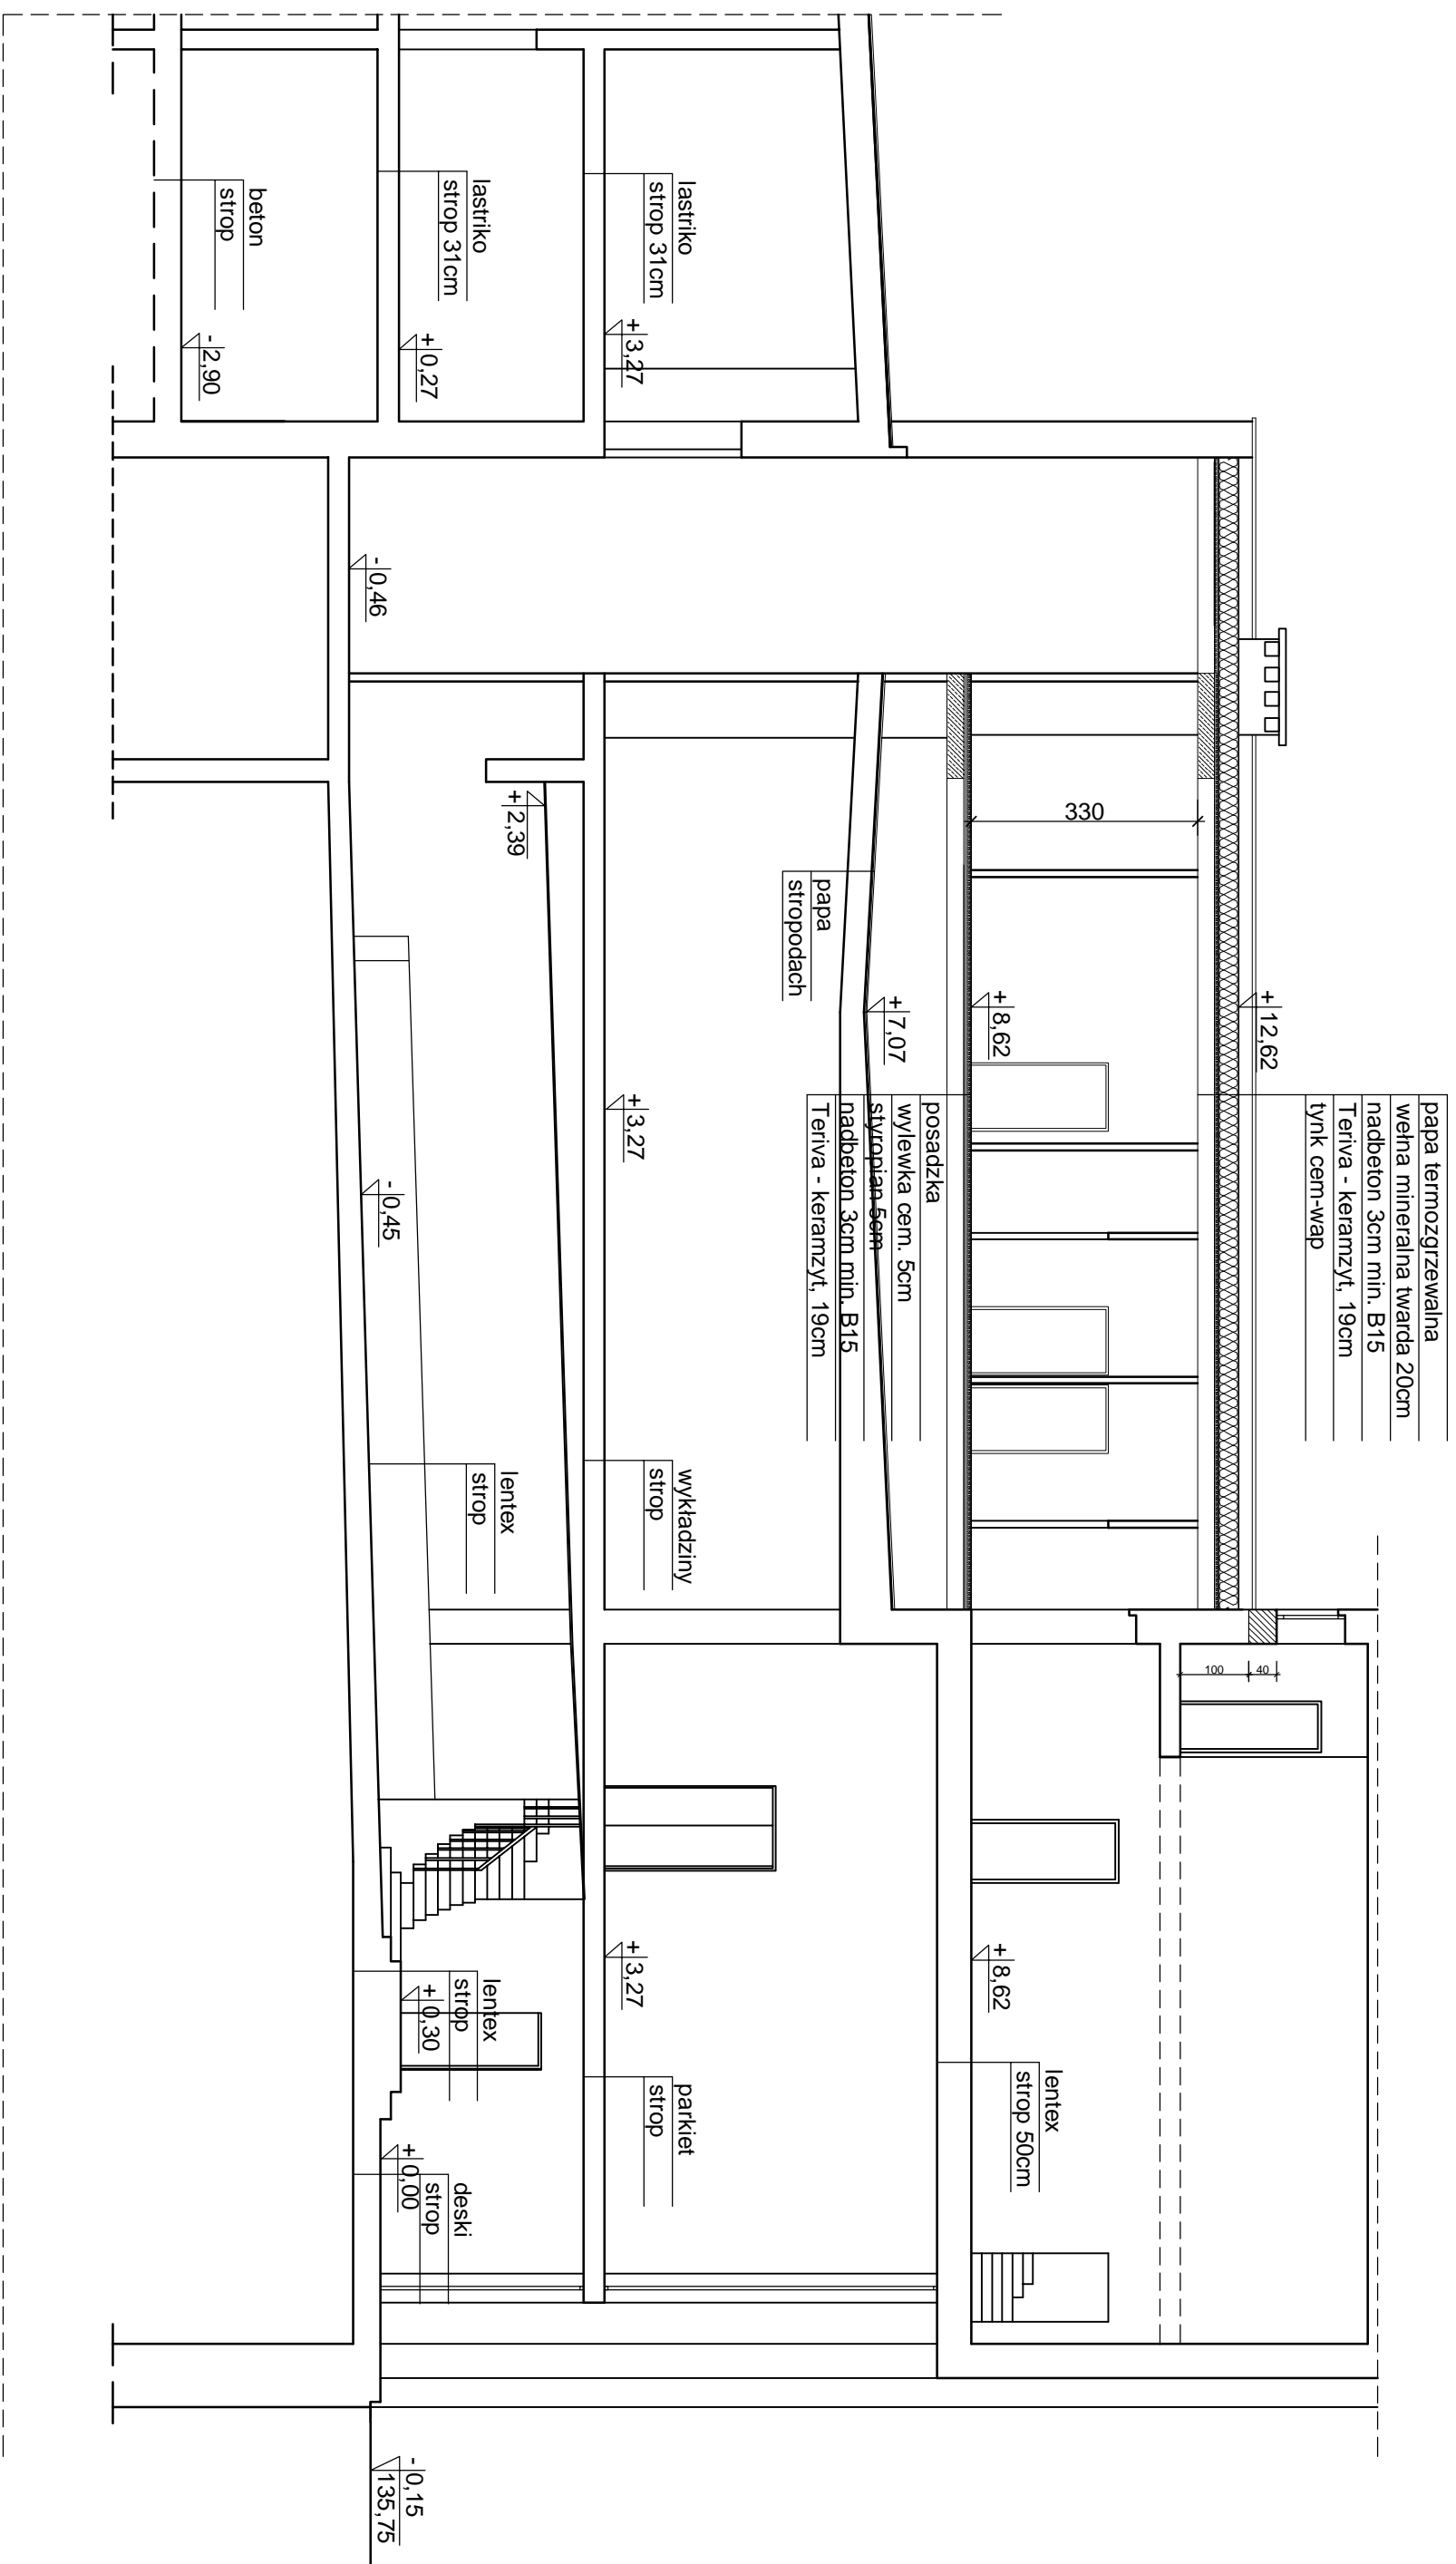 papa termozgrzewalna
wełna mineralna twarda 20cm
nadbeton 3cm min. B15
Teriva - keramzyt, 19cm
tynk cem-wap
+12,62
330
100
40
+8,62
+8,62
lentex
strop 50cm
posadzka
wylewka cem. 5cm
styropian 5cm
nadbeton 3cm min. B15
Teriva - keramzyt, 19cm
+7,07
papa
stropodach
lastriko
strop 31cm
+3,27
+3,27
wykładziny
strop
+3,27
parkiet
strop
+2,39
lastriko
strop 31cm
+0,27
-0,46
-0,45
lentex
strop
lentex
strop
+0,30
+0,00
deski
strop
-0,15
135,75
beton
strop
-2,90